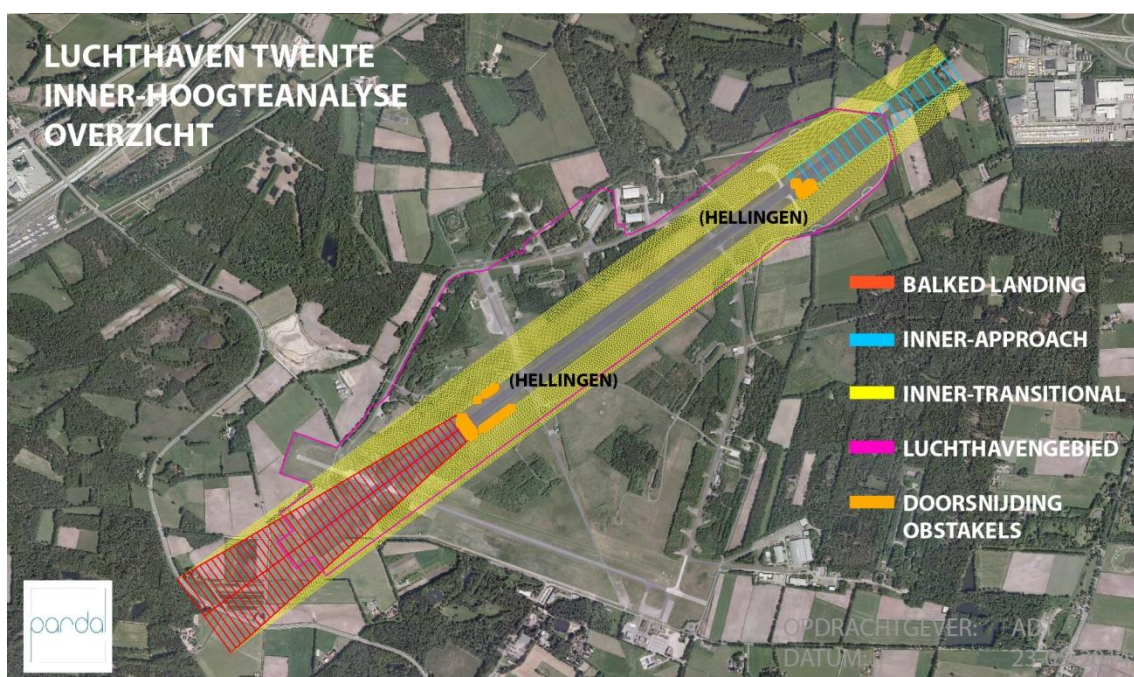 LUCHTHAVEN TWENTE
INNER-HOOGTEANALYSE
OVERZICHT
(HELLINGEN)
(HELLINGEN)
BALKED LANDING
INNER-APPROACH
INNER-TRANSITIONAL
LUCHTHAVENGEBIED
DOORSNIJDING
OBSTAKELS
parda
OPDRACHTGEVER: ADT
DATUM: